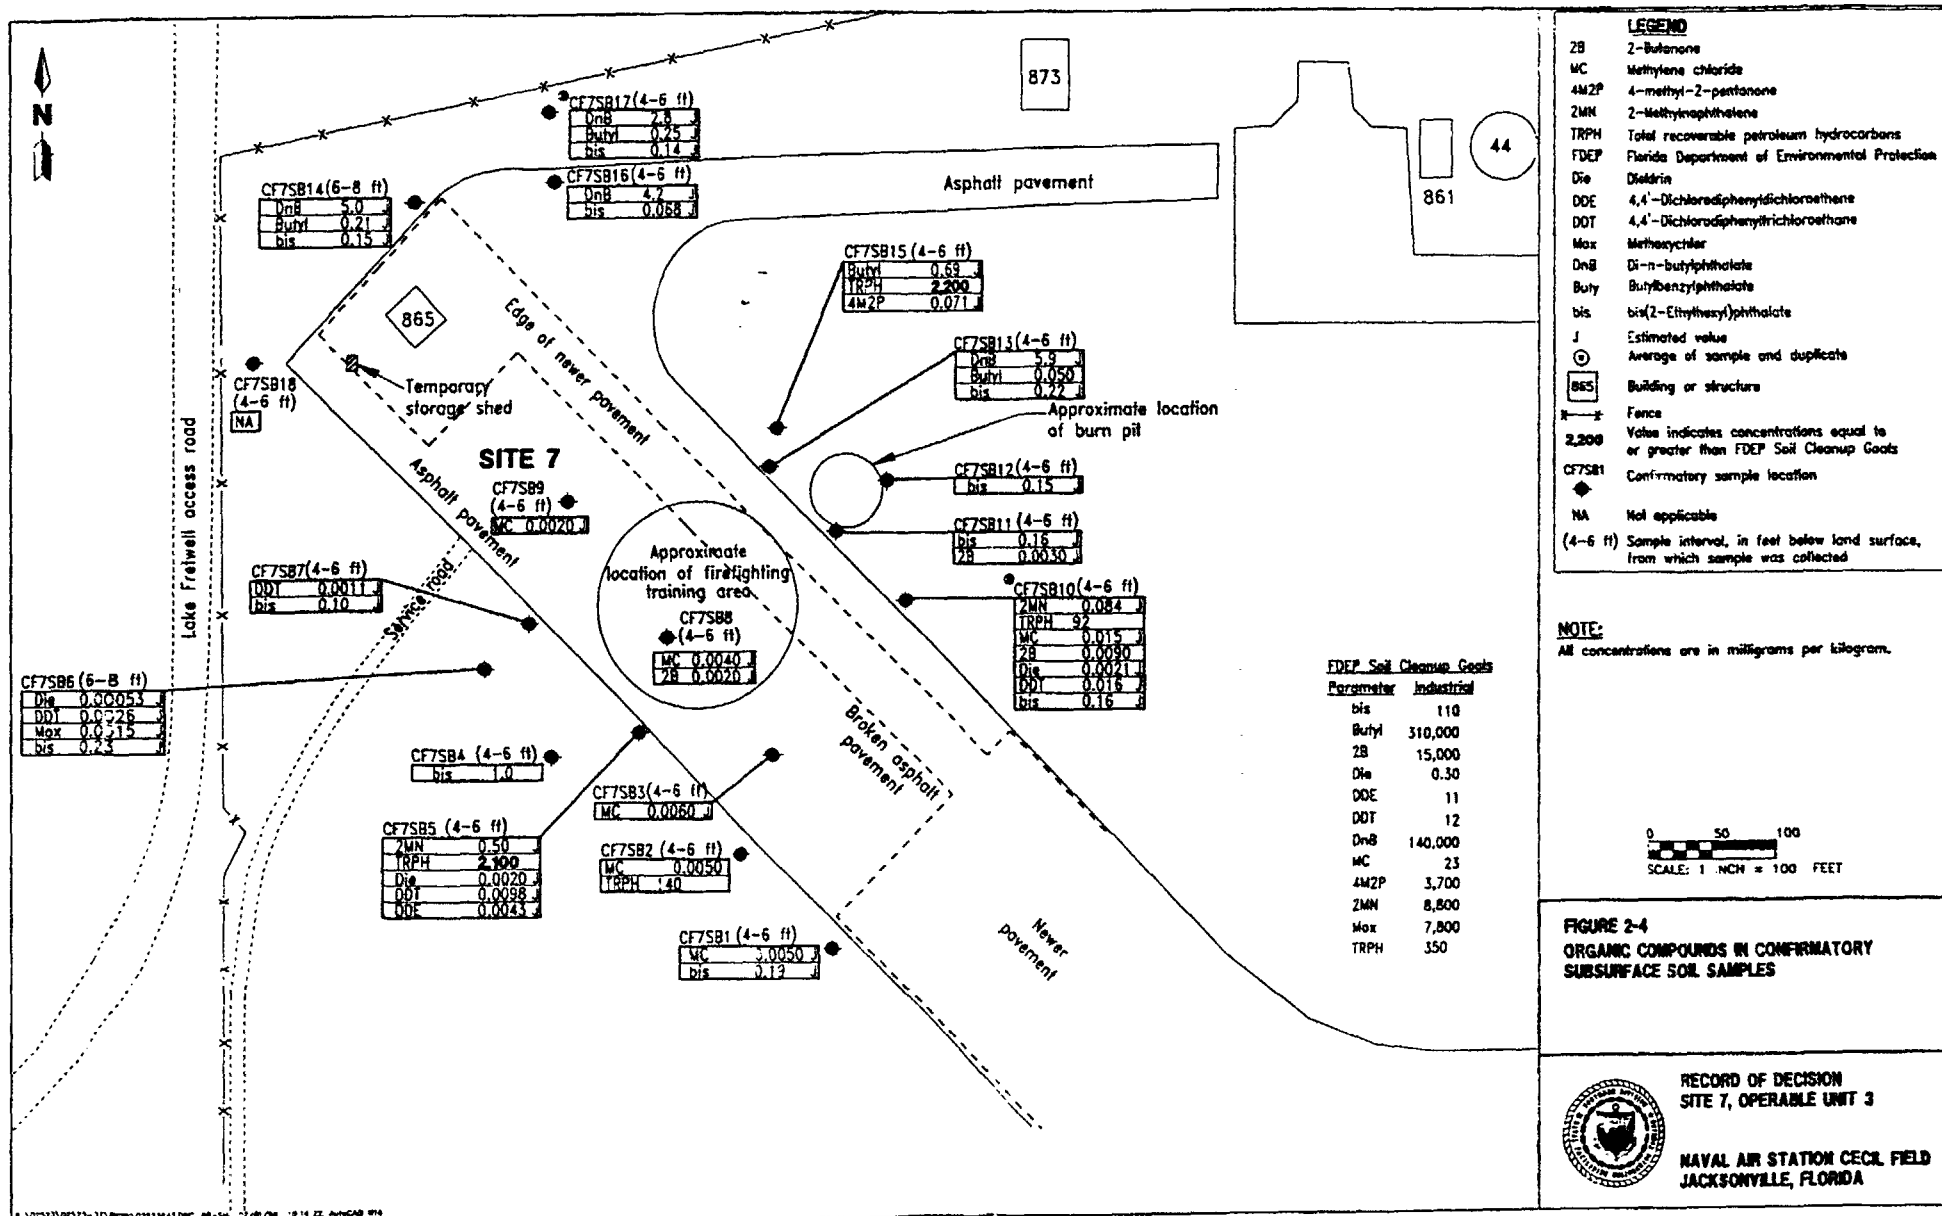 N
CF7SB17(4-6 ft)
DnB 2.8 J
Butyl 0.25 J
bis 0.14 J
CF7SB16(4-6 ft)
DnB 4.2 J
bis 0.068 J
CF7SB14(6-8 ft)
DnB 5.0 J
Butyl 0.21 J
bis 0.15 J
873
Asphalt pavement
861
44
CF7SB15 (4-6 ft)
Butyl 0.69 J
TRPH 2,200
4M2P 0.071 J
865
Edge of newer pavement
CF7SB13(4-6 ft)
DnB 5.9 J
Butyl 0.050 J
bis 0.22 J
CF7SB18
(4-6 ft)
NA
Temporary
storage shed
Approximate location
of burn pit
Lake Fretwell access road
SITE 7
Asphalt
pavement
CF7SB9
(4-6 ft)
MC 0.0020 J
CF7SB12(4-6 ft)
bis 0.15 J
CF7SB11 (4-6 ft)
bis 0.16 J
2B 0.0030 J
Approximate
location of firefighting
training area
CF7SB8
(4-6 ft)
MC 0.0040 J
2B 0.0020 J
CF7SB7(4-6 ft)
DDT 0.0011 J
bis 0.10 J
Service road
CF7SB10(4-6 ft)
2MN 0.084 J
TRPH 92
MC 0.015 J
2B 0.0090
Die 0.0021 J
DDT 0.016 J
bis 0.16 J
CF7SB6 (6-8 ft)
Die 0.00053 J
DDT
Max
bis 0.23 J
Broken asphalt
pavement
CF7SB4 (4-6 ft)
bis 1.0
CF7SB3(4-6 ft)
MC 0.0060 J
CF7SB5 (4-6 ft)
2MN 0.50 J
TRPH 2,100
Die 0.0020 J
DDT 0.0098 J
DDE 0.0043 J
CF7SB2 (4-6 ft)
MC 0.0050 J
TRPH 140
CF7SB1 (4-6 ft)
MC 0.0050 J
bis 0.19 J
Newer
pavement
FDEP Soil Cleanup Goals
Parameter Industrial
bis 110
Butyl 310,000
2B 15,000
Die 0.30
DDE 11
DDT 12
DnB 140,000
MC 23
4M2P 3,700
2MN 8,800
Max 7,800
TRPH 350
LEGEND
2B 2-Butanone
MC Methylene chloride
4M2P 4-methyl-2-pentanone
2MN 2-Methylnaphthalene
TRPH Total recoverable petroleum hydrocarbons
FDEP Florida Department of Environmental Protection
Die Dieldrin
DDE 4,4'-Dichlorodiphenyldichloroethene
DDT 4,4'-Dichlorodiphenyltrichloroethane
Max Methoxychlor
DnB Di-n-butylphthalate
Buty Butylbenzylphthalate
bis bis(2-Ethylhexyl)phthalate
J Estimated value
Average of sample and duplicate
865 Building or structure
Fence
2,200 Value indicates concentrations equal to
or greater than FDEP Soil Cleanup Goals
CF7SB1 Confirmatory sample location
NA Not applicable
(4-6 ft) Sample interval, in feet below land surface,
from which sample was collected
NOTE:
All concentrations are in milligrams per kilogram.
0 50 100
SCALE: 1 INCH = 100 FEET
FIGURE 2-4
ORGANIC COMPOUNDS IN CONFIRMATORY
SUBSURFACE SOIL SAMPLES
RECORD OF DECISION
SITE 7, OPERABLE UNIT 3
NAVAL AIR STATION CECIL FIELD
JACKSONVILLE, FLORIDA